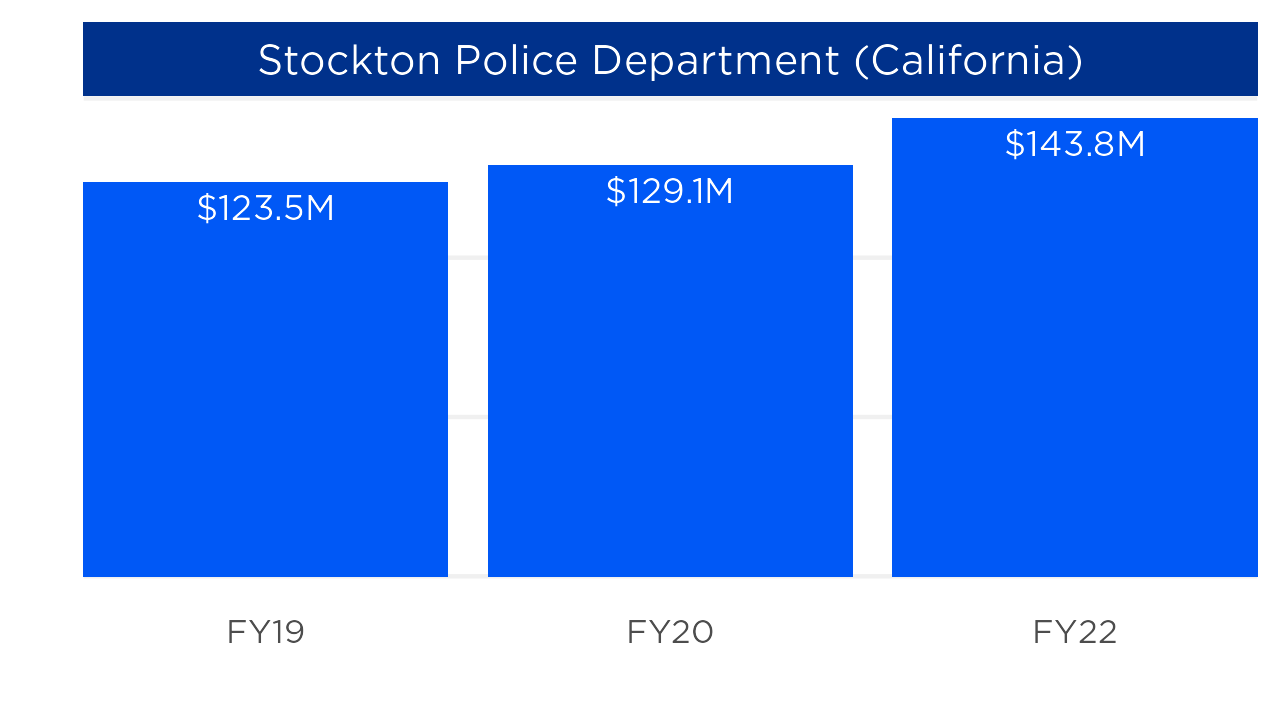 Stockton Police Department (California)
$123.5M
$129.1M
$143.8M
FY19
FY20
FY22